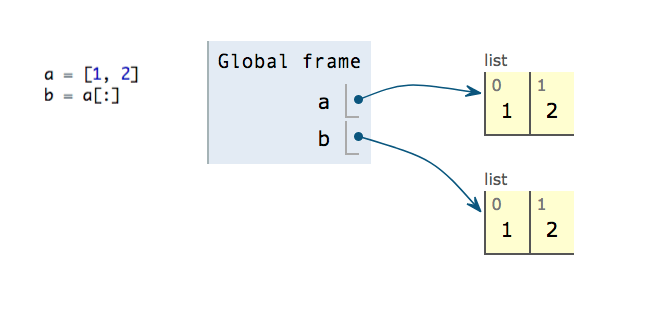 a = [1, 2]
b = a[:]
Global frame
a
b
list
0 1
1 2
list
0 1
1 2